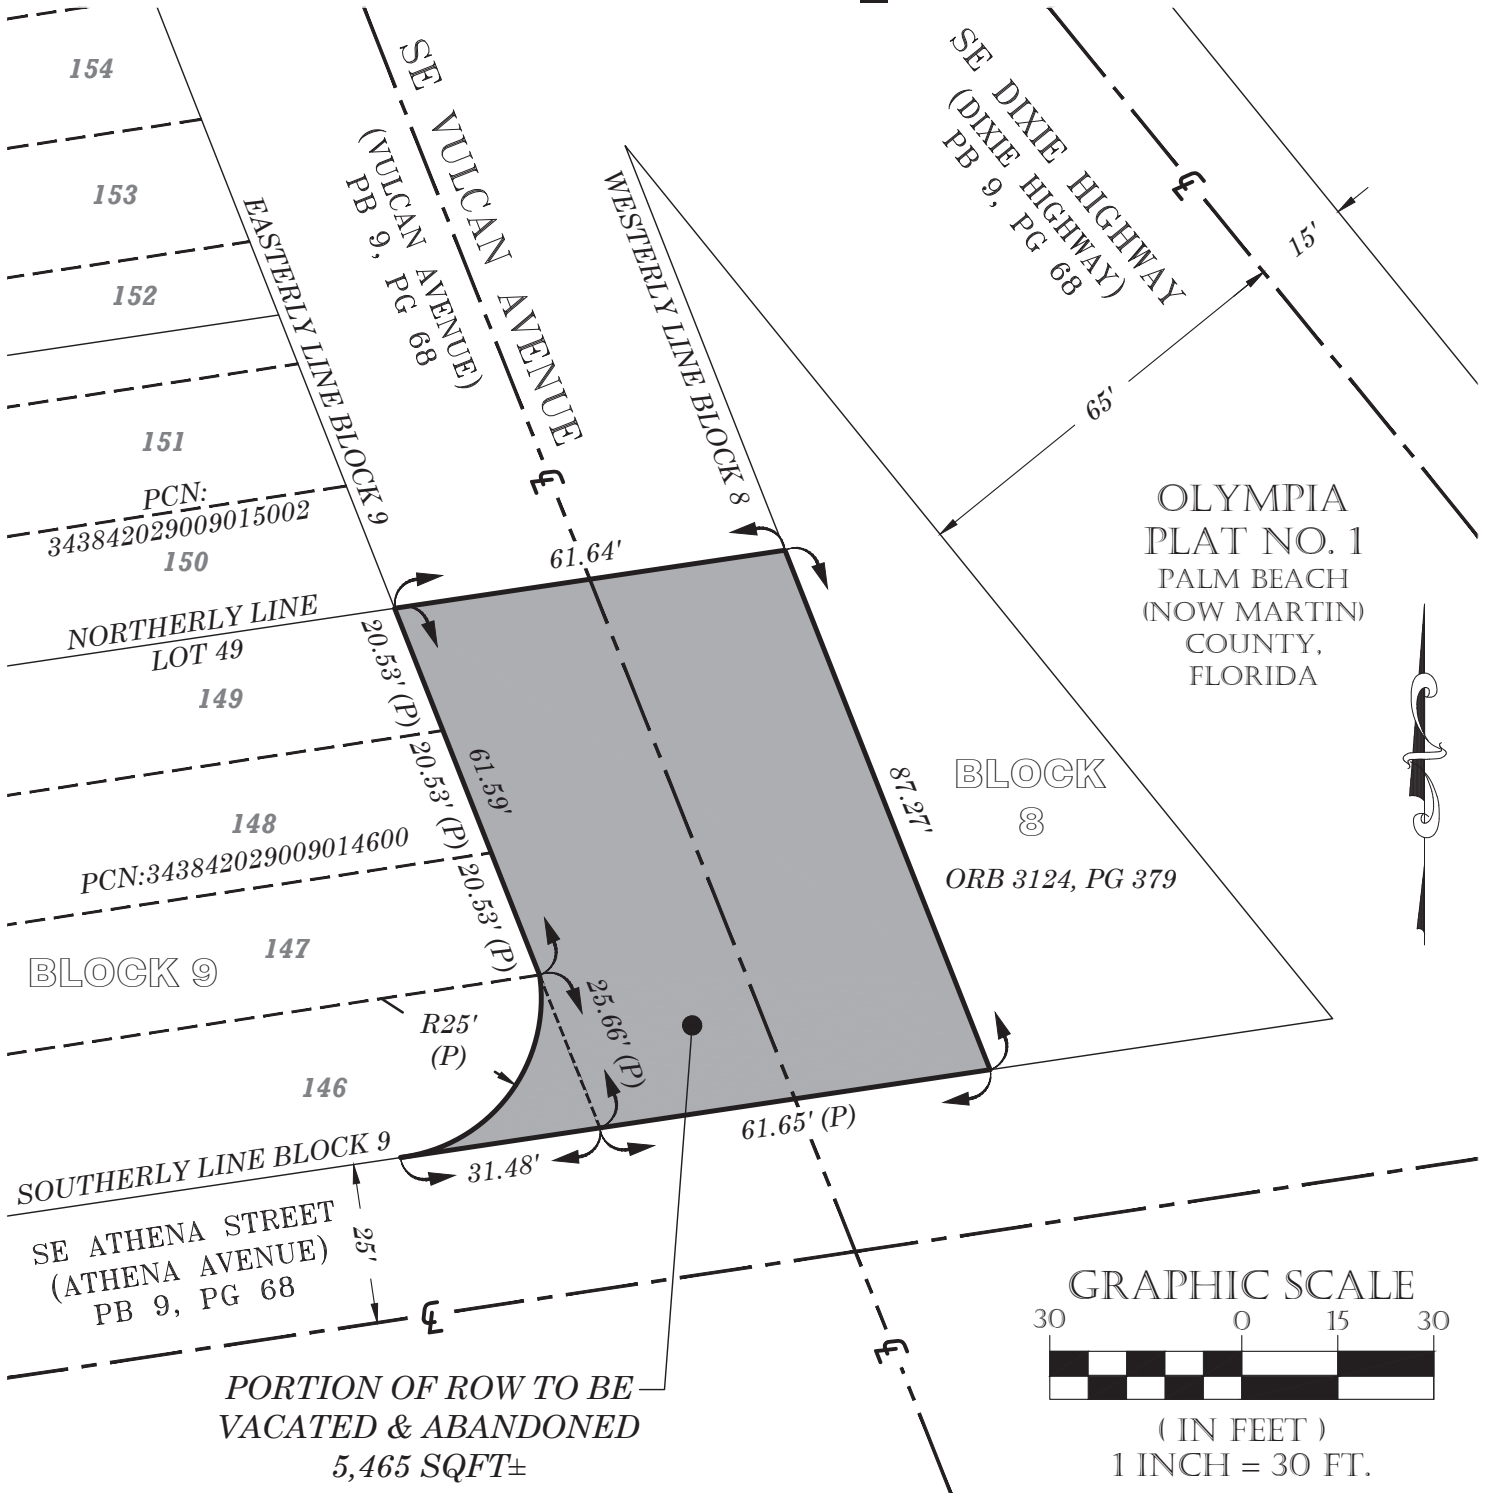 154
153
152
151
PCN:
343842029009015002
150
NORTHERLY LINE
LOT 49
149
148
PCN:343842029009014600
147
BLOCK 9
R25'
(P)
146
SOUTHERLY LINE BLOCK 9
SE ATHENA STREET
(ATHENA AVENUE)
PB 9, PG 68
25'
EASTERLY LINE BLOCK 9
SE VULCAN AVENUE
(VULCAN AVENUE)
PB 9, PG 68
WESTERLY LINE BLOCK 8
SE DIXIE HIGHWAY
(DIXIE HIGHWAY)
PB 9, PG 68
15'
65'
61.64'
20.53' (P)
20.53' (P)
20.53' (P)
61.59'
25.66' (P)
87.27'
61.65' (P)
31.48'
OLYMPIA
PLAT NO. 1
PALM BEACH
(NOW MARTIN)
COUNTY,
FLORIDA
BLOCK
8
ORB 3124, PG 379
PORTION OF ROW TO BE
VACATED & ABANDONED
5,465 SQFT±
GRAPHIC SCALE
30 0 15 30
( IN FEET )
1 INCH = 30 FT.